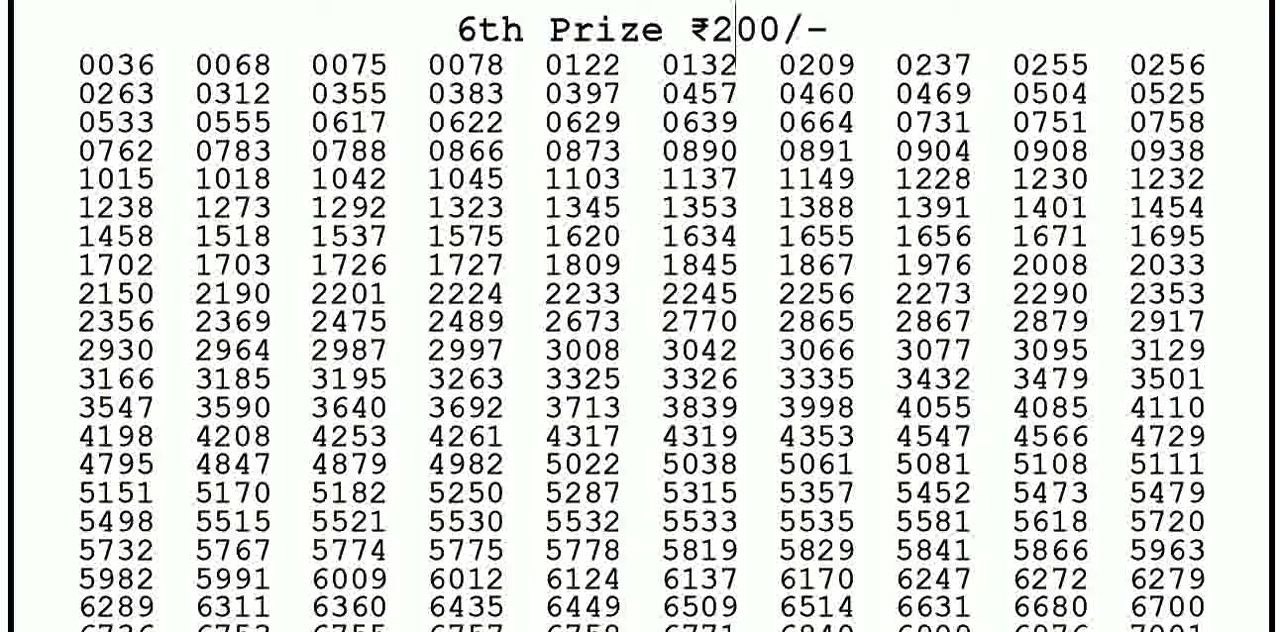 6th Prize ₹200/-
0036 0068 0075 0078 0122 0132 0209 0237 0255 0256
0263 0312 0355 0383 0397 0457 0460 0469 0504 0525
0533 0555 0617 0622 0629 0639 0664 0731 0751 0758
0762 0783 0788 0866 0873 0890 0891 0904 0908 0938
1015 1018 1042 1045 1103 1137 1149 1228 1230 1232
1238 1273 1292 1323 1345 1353 1388 1391 1401 1454
1458 1518 1537 1575 1620 1634 1655 1656 1671 1695
1702 1703 1726 1727 1809 1845 1867 1976 2008 2033
2150 2190 2201 2224 2233 2245 2256 2273 2290 2353
2356 2369 2475 2489 2673 2770 2865 2867 2879 2917
2930 2964 2987 2997 3008 3042 3066 3077 3095 3129
3166 3185 3195 3263 3325 3326 3335 3432 3479 3501
3547 3590 3640 3692 3713 3839 3998 4055 4085 4110
4198 4208 4253 4261 4317 4319 4353 4547 4566 4729
4795 4847 4879 4982 5022 5038 5061 5081 5108 5111
5151 5170 5182 5250 5287 5315 5357 5452 5473 5479
5498 5515 5521 5530 5532 5533 5535 5581 5618 5720
5732 5767 5774 5775 5778 5819 5829 5841 5866 5963
5982 5991 6009 6012 6124 6137 6170 6247 6272 6279
6289 6311 6360 6435 6449 6509 6514 6631 6680 6700